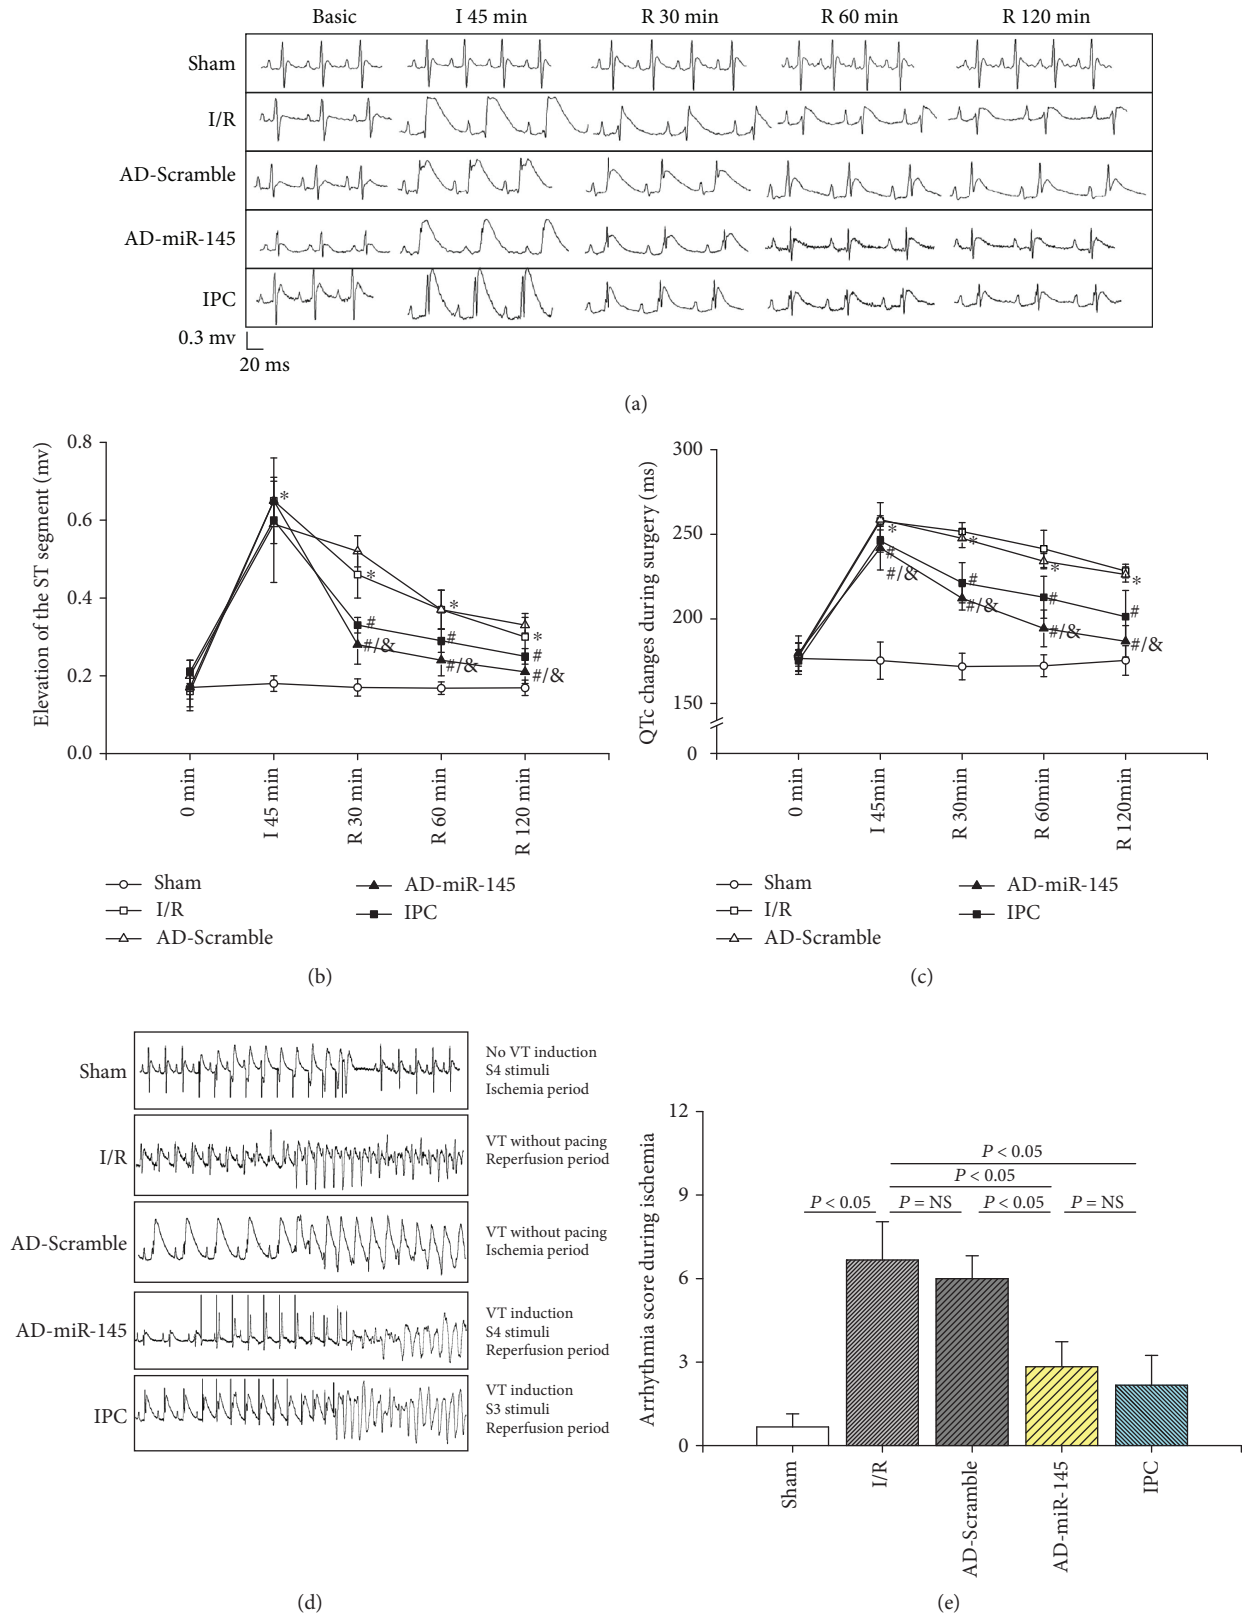 Basic I 45 min R 30 min R 60 min R 120 min
Sham
I/R
AD-Scramble
AD-miR-145
IPC
0.3 mv
20 ms
(a)
Elevation of the ST segment (mv)
0.8
0.6
0.4
0.2
0.0
*
*
*
*
#
#
#
#/&
#/&
#/&
0 min
I 45 min
R 30 min
R 60 min
R 120 min
Sham
I/R
AD-Scramble
AD-miR-145
IPC
(b)
QTc changes during surgery (ms)
300
250
200
150
0
*
*
*
*
#
#
#
#
#/&
#/&
#/&
#/&
0 min
I 45min
R 30min
R 60min
R 120min
Sham
I/R
AD-Scramble
AD-miR-145
IPC
(c)
Sham
No VT induction
S4 stimuli
Ischemia period
I/R
VT without pacing
Reperfusion period
AD-Scramble
VT without pacing
Ischemia period
AD-miR-145
VT induction
S4 stimuli
Reperfusion period
IPC
VT induction
S3 stimuli
Reperfusion period
(d)
Arrhythmia score during ischemia
12
9
6
3
0
P < 0.05
P < 0.05
P < 0.05 P = NS P < 0.05 P = NS
Sham
I/R
AD-Scramble
AD-miR-145
IPC
(e)